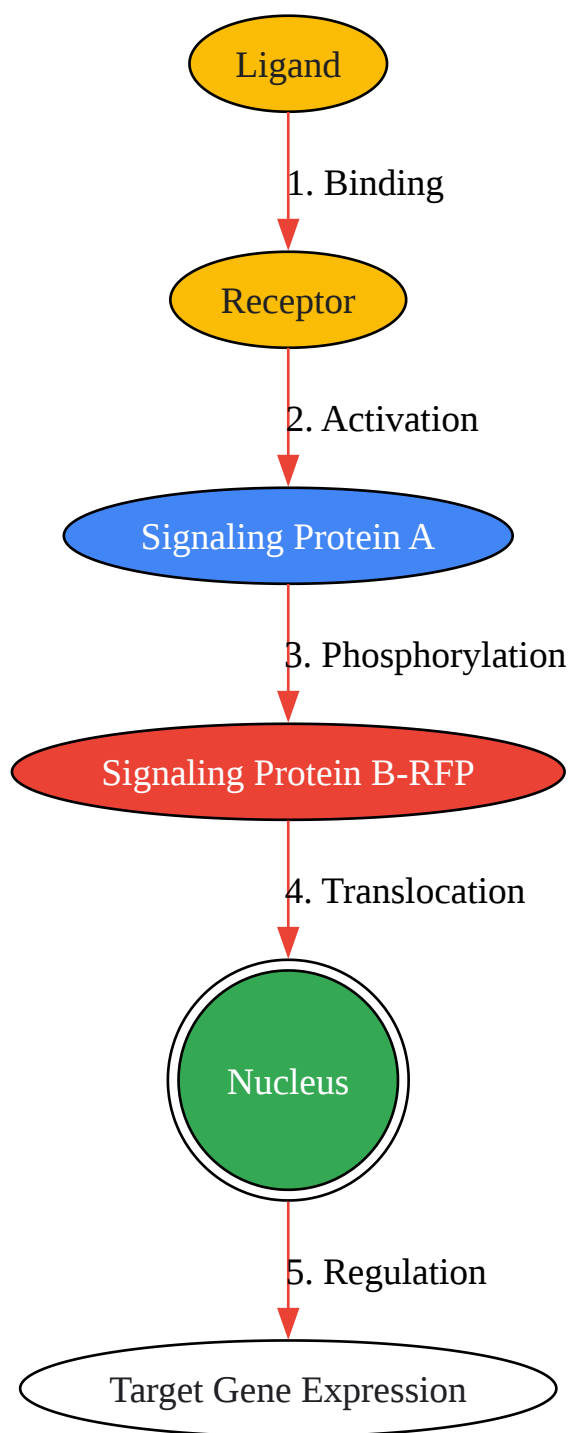 Ligand
1. Binding
Receptor
2. Activation
Signaling Protein A
3. Phosphorylation
Signaling Protein B-RFP
4. Translocation
Nucleus
5. Regulation
Target Gene Expression